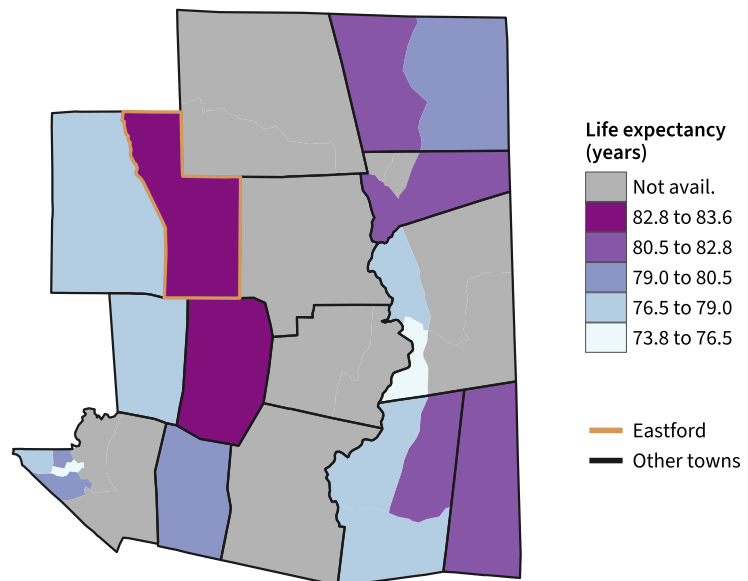 Life expectancy
(years)
Not avail.
82.8 to 83.6
80.5 to 82.8
79.0 to 80.5
76.5 to 79.0
73.8 to 76.5
Eastford
Other towns